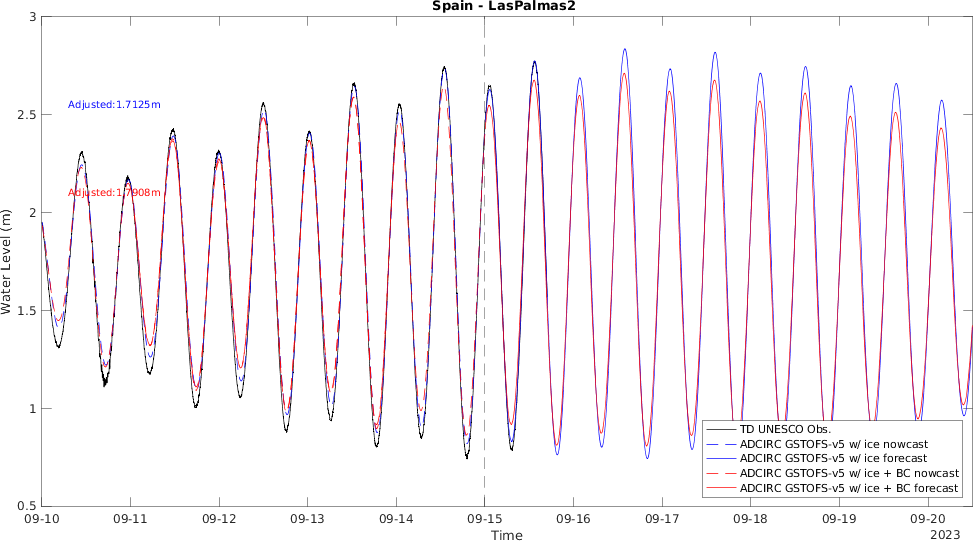 Spain - LasPalmas2
3
2.5
2
1.5
1
0.5
Water Level (m)
Adjusted:1.7125m
Adjusted:1.7908m
TD UNESCO Obs.
ADCIRC GSTOFS-v5 w/ ice nowcast
ADCIRC GSTOFS-v5 w/ ice forecast
ADCIRC GSTOFS-v5 w/ ice + BC nowcast
ADCIRC GSTOFS-v5 w/ ice + BC forecast
09-10 09-11 09-12 09-13 09-14 09-15 09-16 09-17 09-18 09-19 09-20
Time
2023